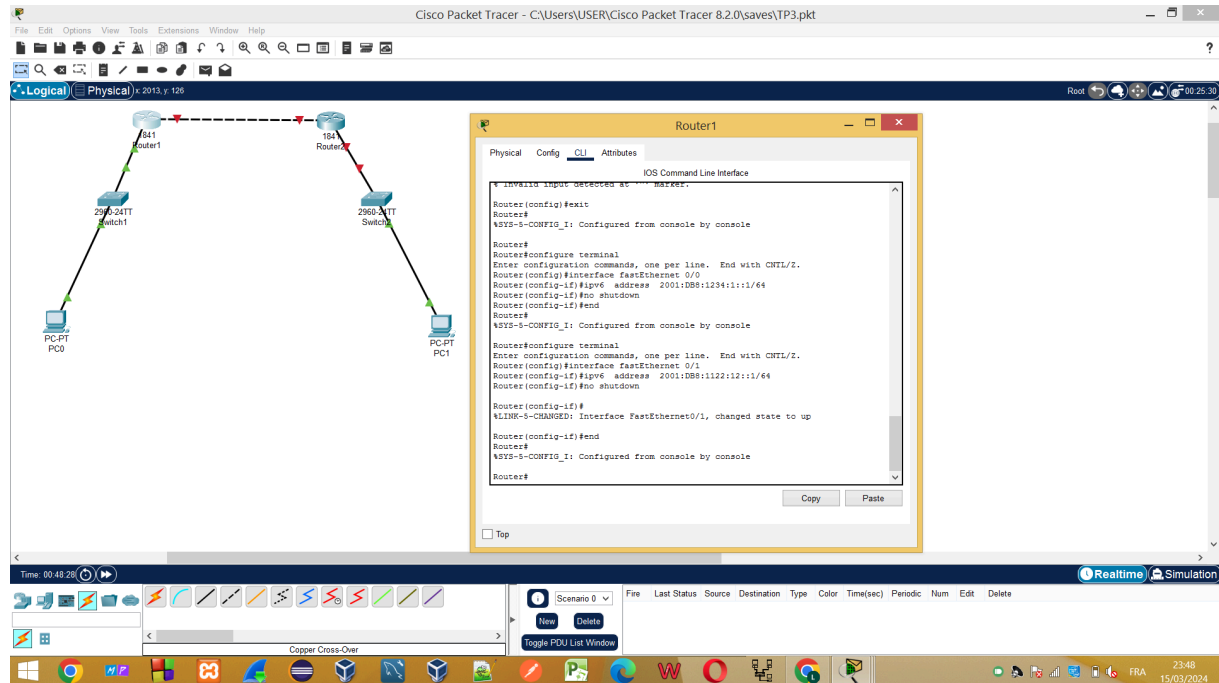 Cisco Packet Tracer - C:\Users\USER\Cisco Packet Tracer 8.2.0\saves\TP3.pkt
File Edit Options View Tools Extensions Window Help
?
Logical Physical x: 2013, y: 126
Root 00:25:30
1841
Router1
1841
Router2
2960-24TT
Switch1
2960-24TT
PC-PT
PC0
PC-PT
PC1
Router1
Physical Config CLI Attributes
IOS Command Line Interface
% Invalid input detected at '^' marker.
Router(config)#exit
Router#
%SYS-5-CONFIG_I: Configured from console by console
Router#
Router#configure terminal
Enter configuration commands, one per line. End with CNTL/Z.
Router(config)#interface fastEthernet 0/0
Router(config-if)#ipv6 address 2001:DB8:1234:1::1/64
Router(config-if)#no shutdown
Router(config-if)#end
Router#
%SYS-5-CONFIG_I: Configured from console by console
Router#configure terminal
Enter configuration commands, one per line. End with CNTL/Z.
Router(config)#interface fastEthernet 0/1
Router(config-if)#ipv6 address 2001:DB8:1122:12::1/64
Router(config-if)#no shutdown
Router(config-if)#
%LINK-5-CHANGED: Interface FastEthernet0/1, changed state to up
Router(config-if)#end
Router#
%SYS-5-CONFIG_I: Configured from console by console
Router#
Copy Paste
Top
Time: 00:48:28
Realtime Simulation
Scenario 0
New Delete
Toggle PDU List Window
Fire Last Status Source Destination Type Color Time(sec) Periodic Num Edit Delete
Copper Cross-Over
FRA
23:48
15/03/2024